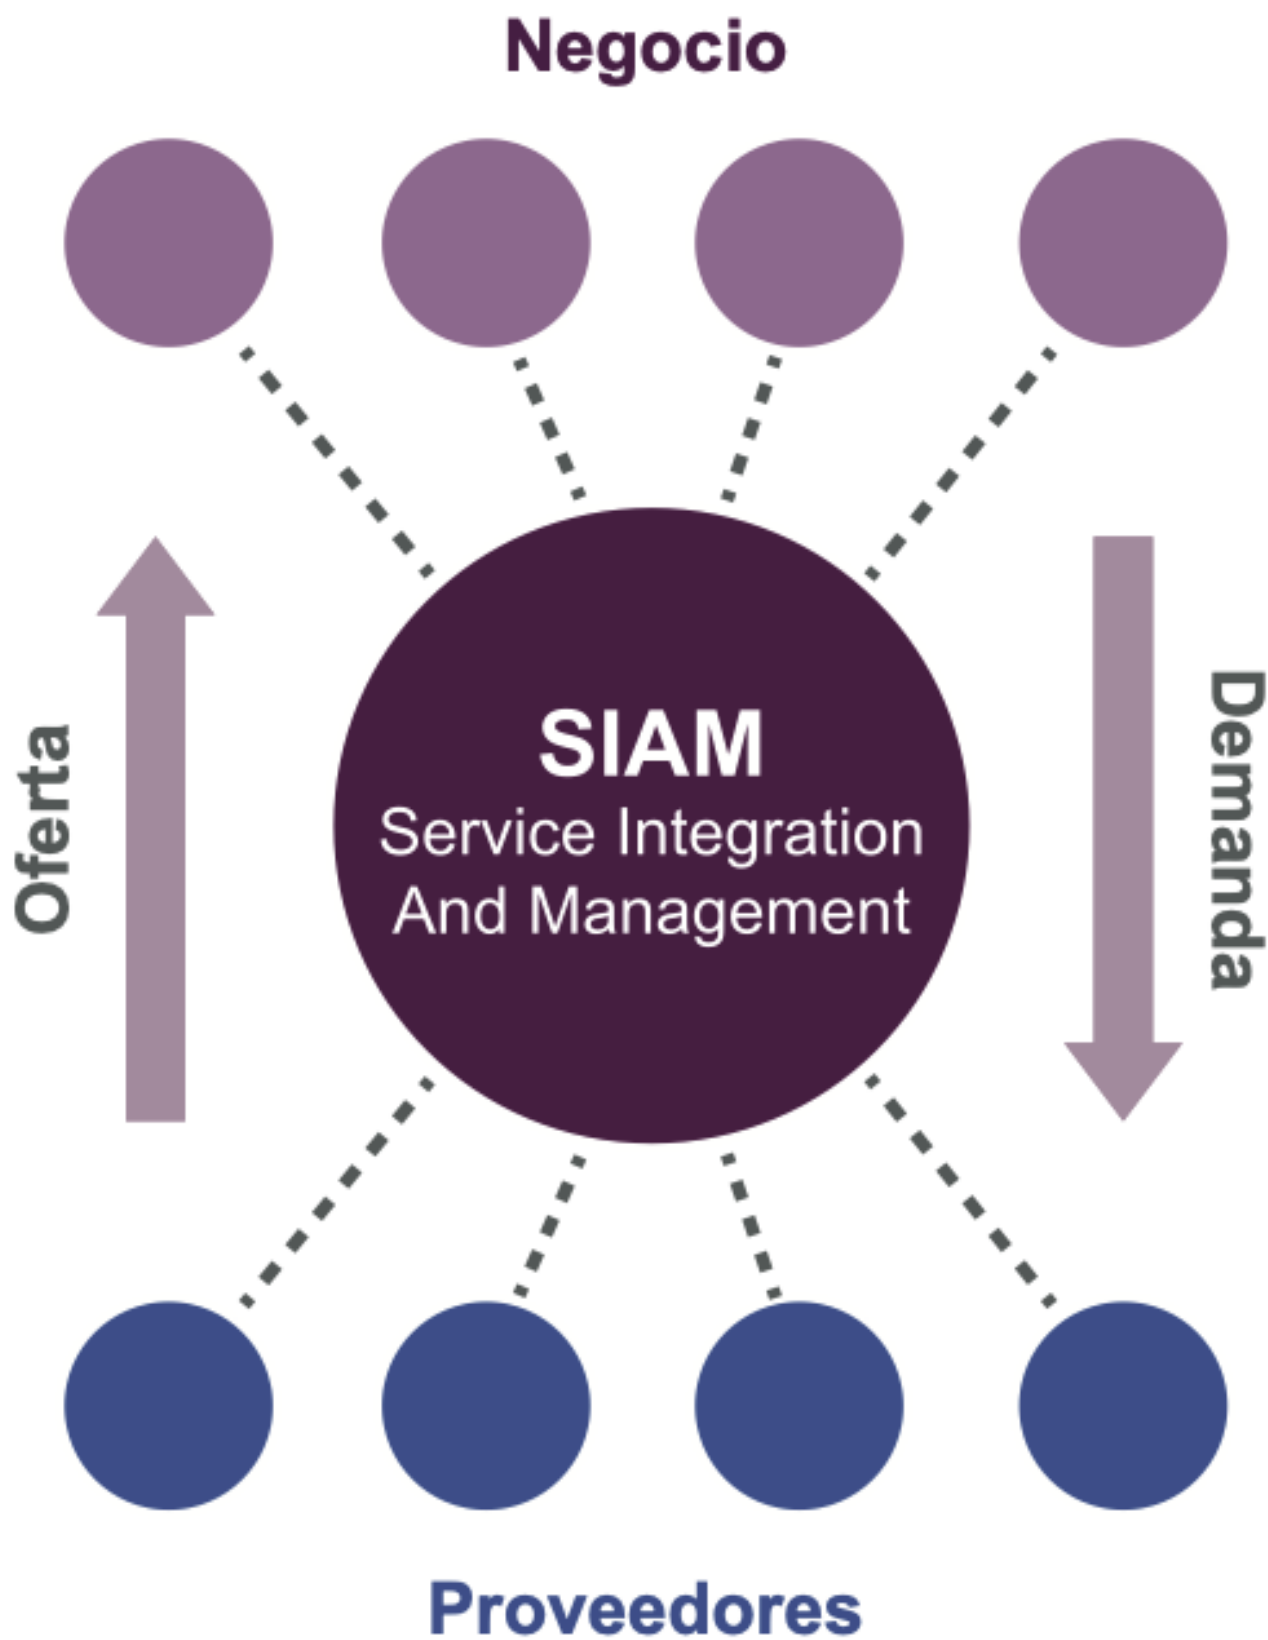 Negocio
Oferta
SIAM
Service Integration
And Management
Demanda
Proveedores